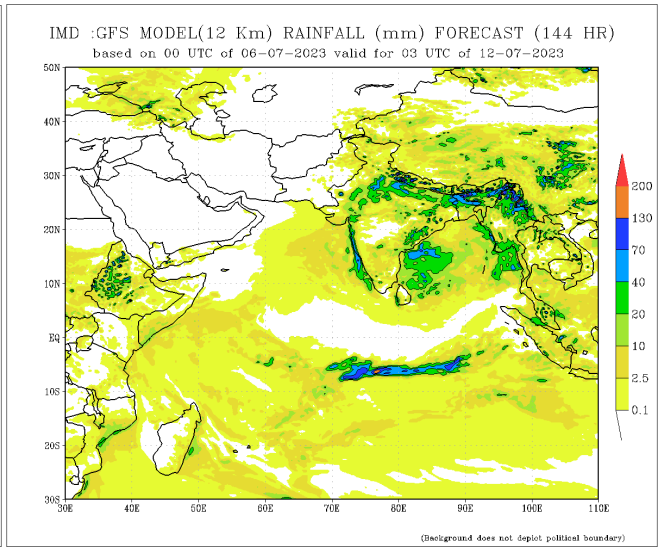 IMD :GFS MODEL(12 Km) RAINFALL (mm) FORECAST (144 HR)
based on 00 UTC of 06-07-2023 valid for 03 UTC of 12-07-2023
50N
40N
30N
20N
10N
EQ
10S
20S
30S
30E 40E 50E 60E 70E 80E 90E 100E 110E
200
130
70
40
20
10
2.5
0.1
(Background does not depict political boundary)